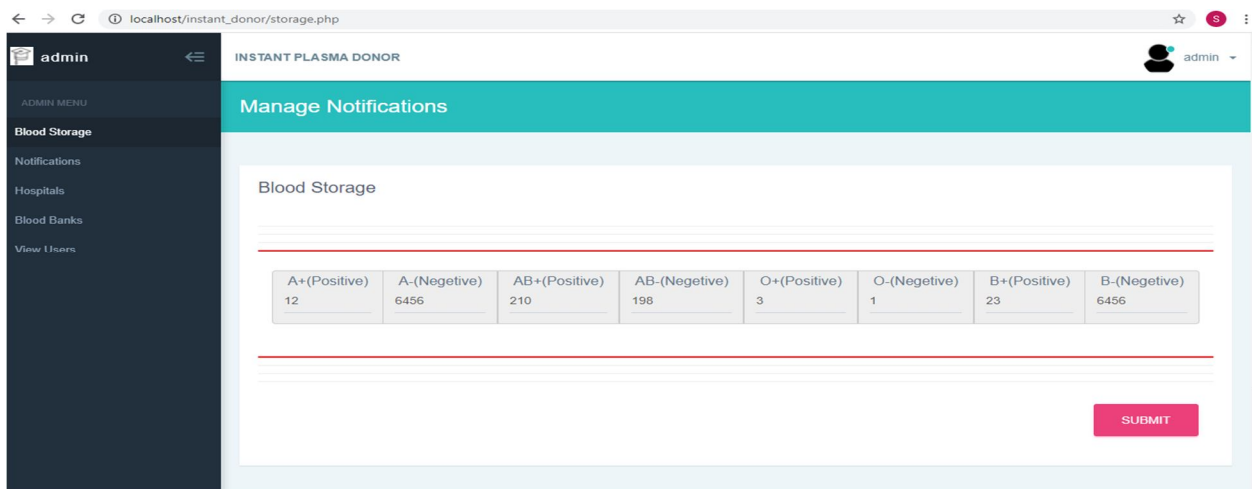 localhost/instant_donor/storage.php
S
admin
INSTANT PLASMA DONOR
admin
ADMIN MENU
Manage Notifications
Blood Storage
Notifications
Hospitals
Blood Banks
View Users
Blood Storage
A+(Positive) A-(Negetive) AB+(Positive) AB-(Negetive) O+(Positive) O-(Negetive) B+(Positive) B-(Negetive)
12 6456 210 198 3 1 23 6456
SUBMIT